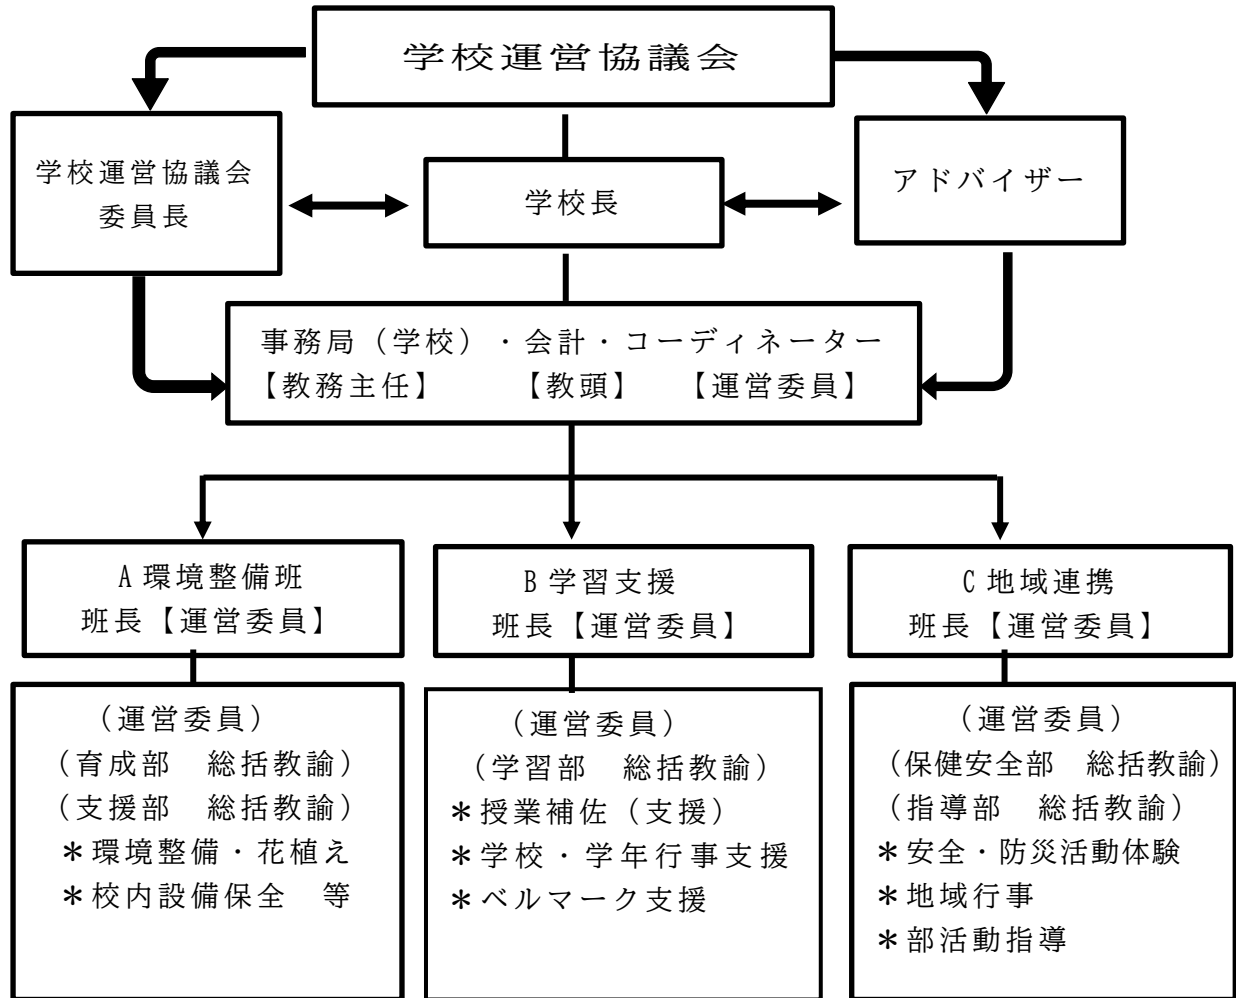 学校運営協議会
学校運営協議会
委員長
学校長
アドバイザー
事務局（学校）・会計・コーディネーター
【教務主任】　　【教頭】　【運営委員】
A 環境整備班
班長【運営委員】
B 学習支援
班長【運営委員】
C 地域連携
班長【運営委員】
（運営委員）
（育成部　総括教諭）
（支援部　総括教諭）
＊環境整備・花植え
＊校内設備保全　等
（運営委員）
（学習部　総括教諭）
＊授業補佐（支援）
＊学校・学年行事支援
＊ベルマーク支援
（運営委員）
（保健安全部　総括教諭）
（指導部　総括教諭）
＊安全・防災活動体験
＊地域行事
＊部活動指導